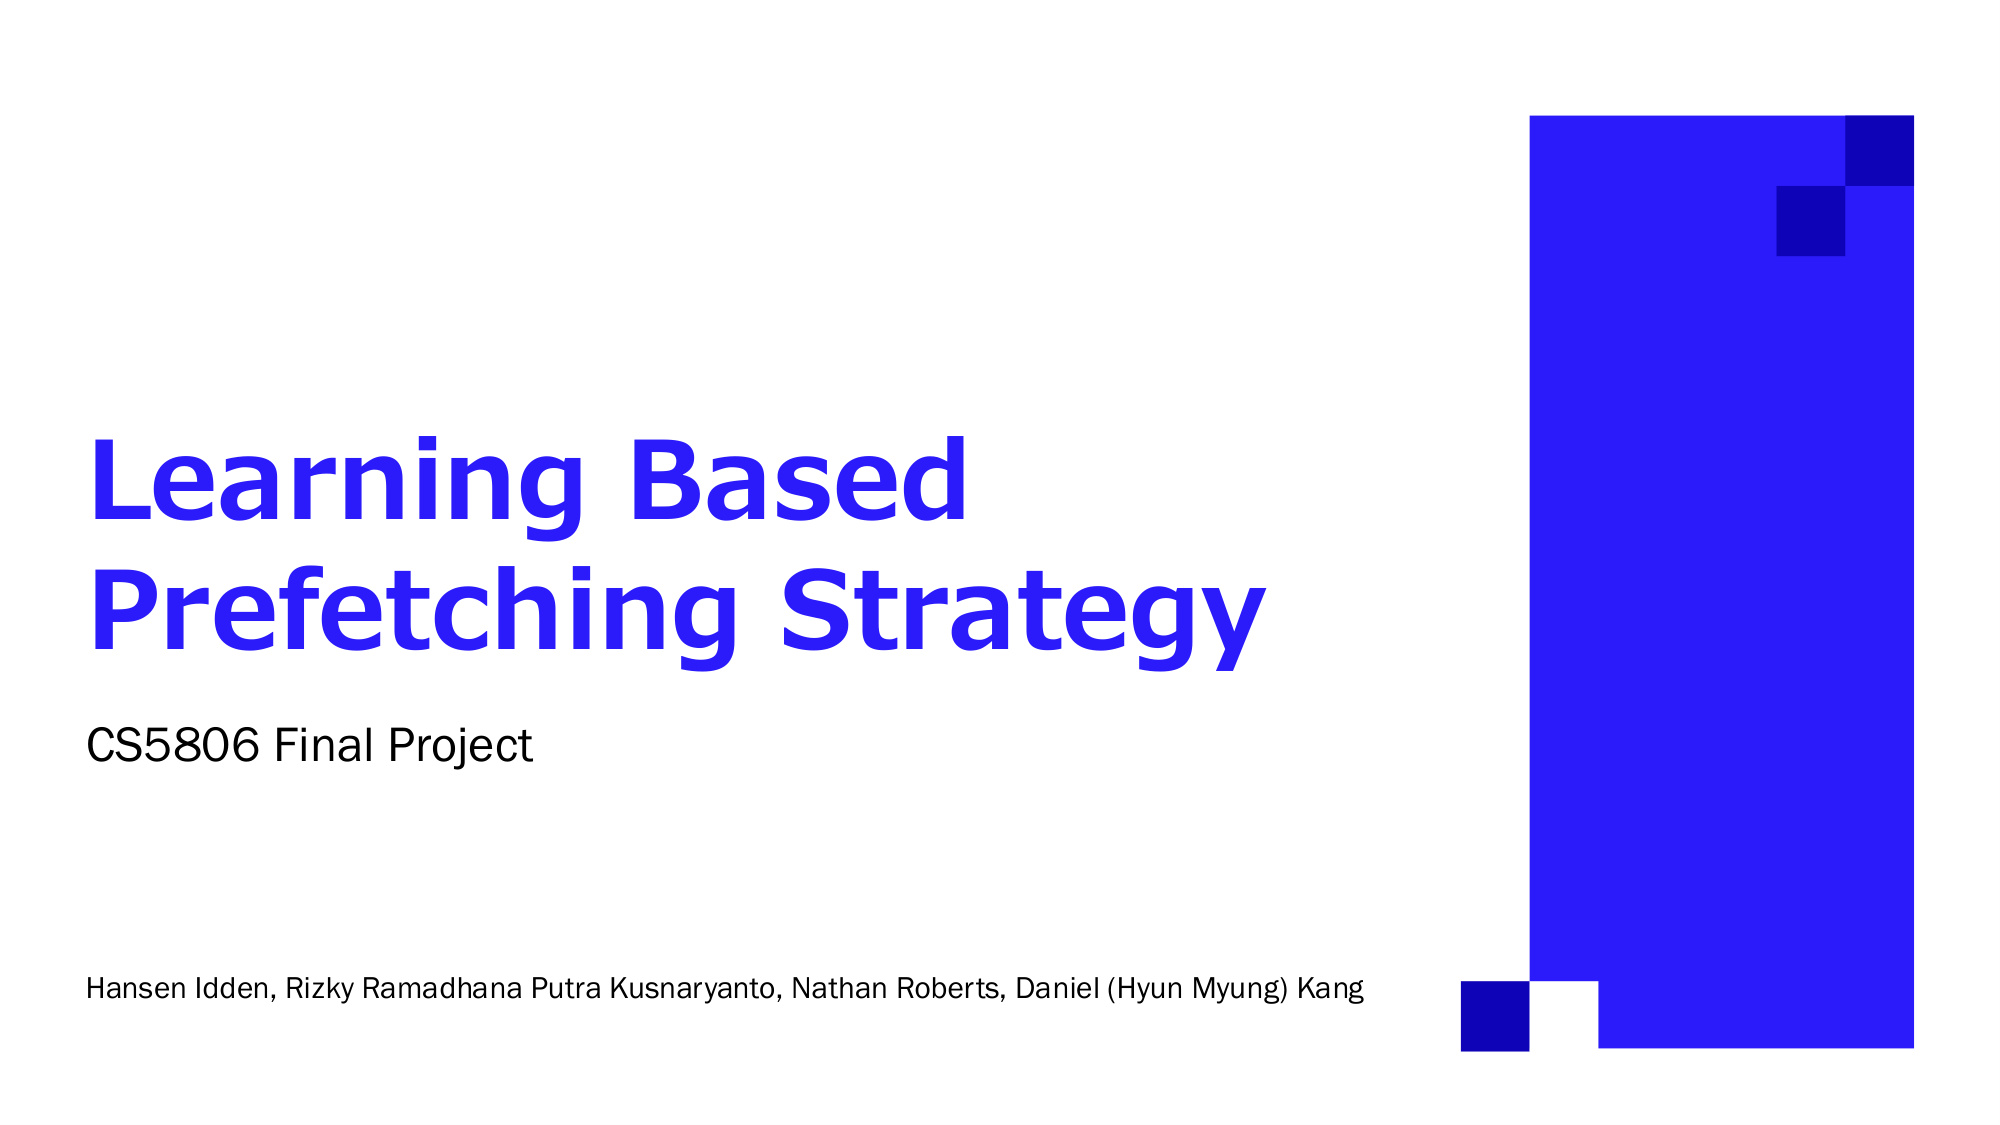 Learning Based
Prefetching Strategy
CS5806 Final Project
Hansen Idden, Rizky Ramadhana Putra Kusnaryanto, Nathan Roberts, Daniel (Hyun Myung) Kang